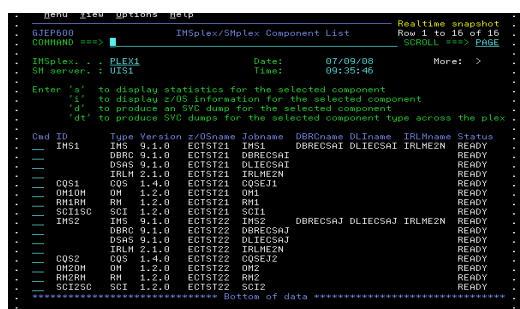 Menu View Options Help
Realtime snapshot
GJEP600 IMSplex/SMplex Component List Row 1 to 16 of 16
COMMAND ===> SCROLL ===> PAGE
IMSplex. . . PLEX1 Date: 07/09/08 More: >
SM server. : UIS1 Time: 09:35:46
Enter 's' to display statistics for the selected component
'i' to display z/OS information for the selected component
'd' to produce an SYC dump for the selected component
'dt' to produce SYC dumps for the selected component type across the plex
Cmd ID Type Version z/OSname Jobname DBRCname DLIname IRLMname Status
IMS1 IMS 9.1.0 ECTST21 IMS1 DBRECSAI DLIECSAI IRLME2N READY
DBRC 9.1.0 ECTST21 DBRECSAI READY
DSAS 9.1.0 ECTST21 DLIECSAI READY
IRLM 2.1.0 ECTST21 IRLME2N READY
CQS1 CQS 1.4.0 ECTST21 CQSEJ1 READY
OM1OM OM 1.2.0 ECTST21 OM1 READY
RM1RM RM 1.2.0 ECTST21 RM1 READY
SCI1SC SCI 1.2.0 ECTST21 SCI1 READY
IMS2 IMS 9.1.0 ECTST22 IMS2 DBRECSAJ DLIECSAJ IRLME2N READY
DBRC 9.1.0 ECTST22 DBRECSAJ READY
DSAS 9.1.0 ECTST22 DLIECSAJ READY
IRLM 2.1.0 ECTST22 IRLME2N READY
CQS2 CQS 1.4.0 ECTST22 CQSEJ2 READY
OM2OM OM 1.2.0 ECTST22 OM2 READY
RM2RM RM 1.2.0 ECTST22 RM2 READY
SCI2SC SCI 1.2.0 ECTST22 SCI2 READY
******************************* Bottom of data ********************************